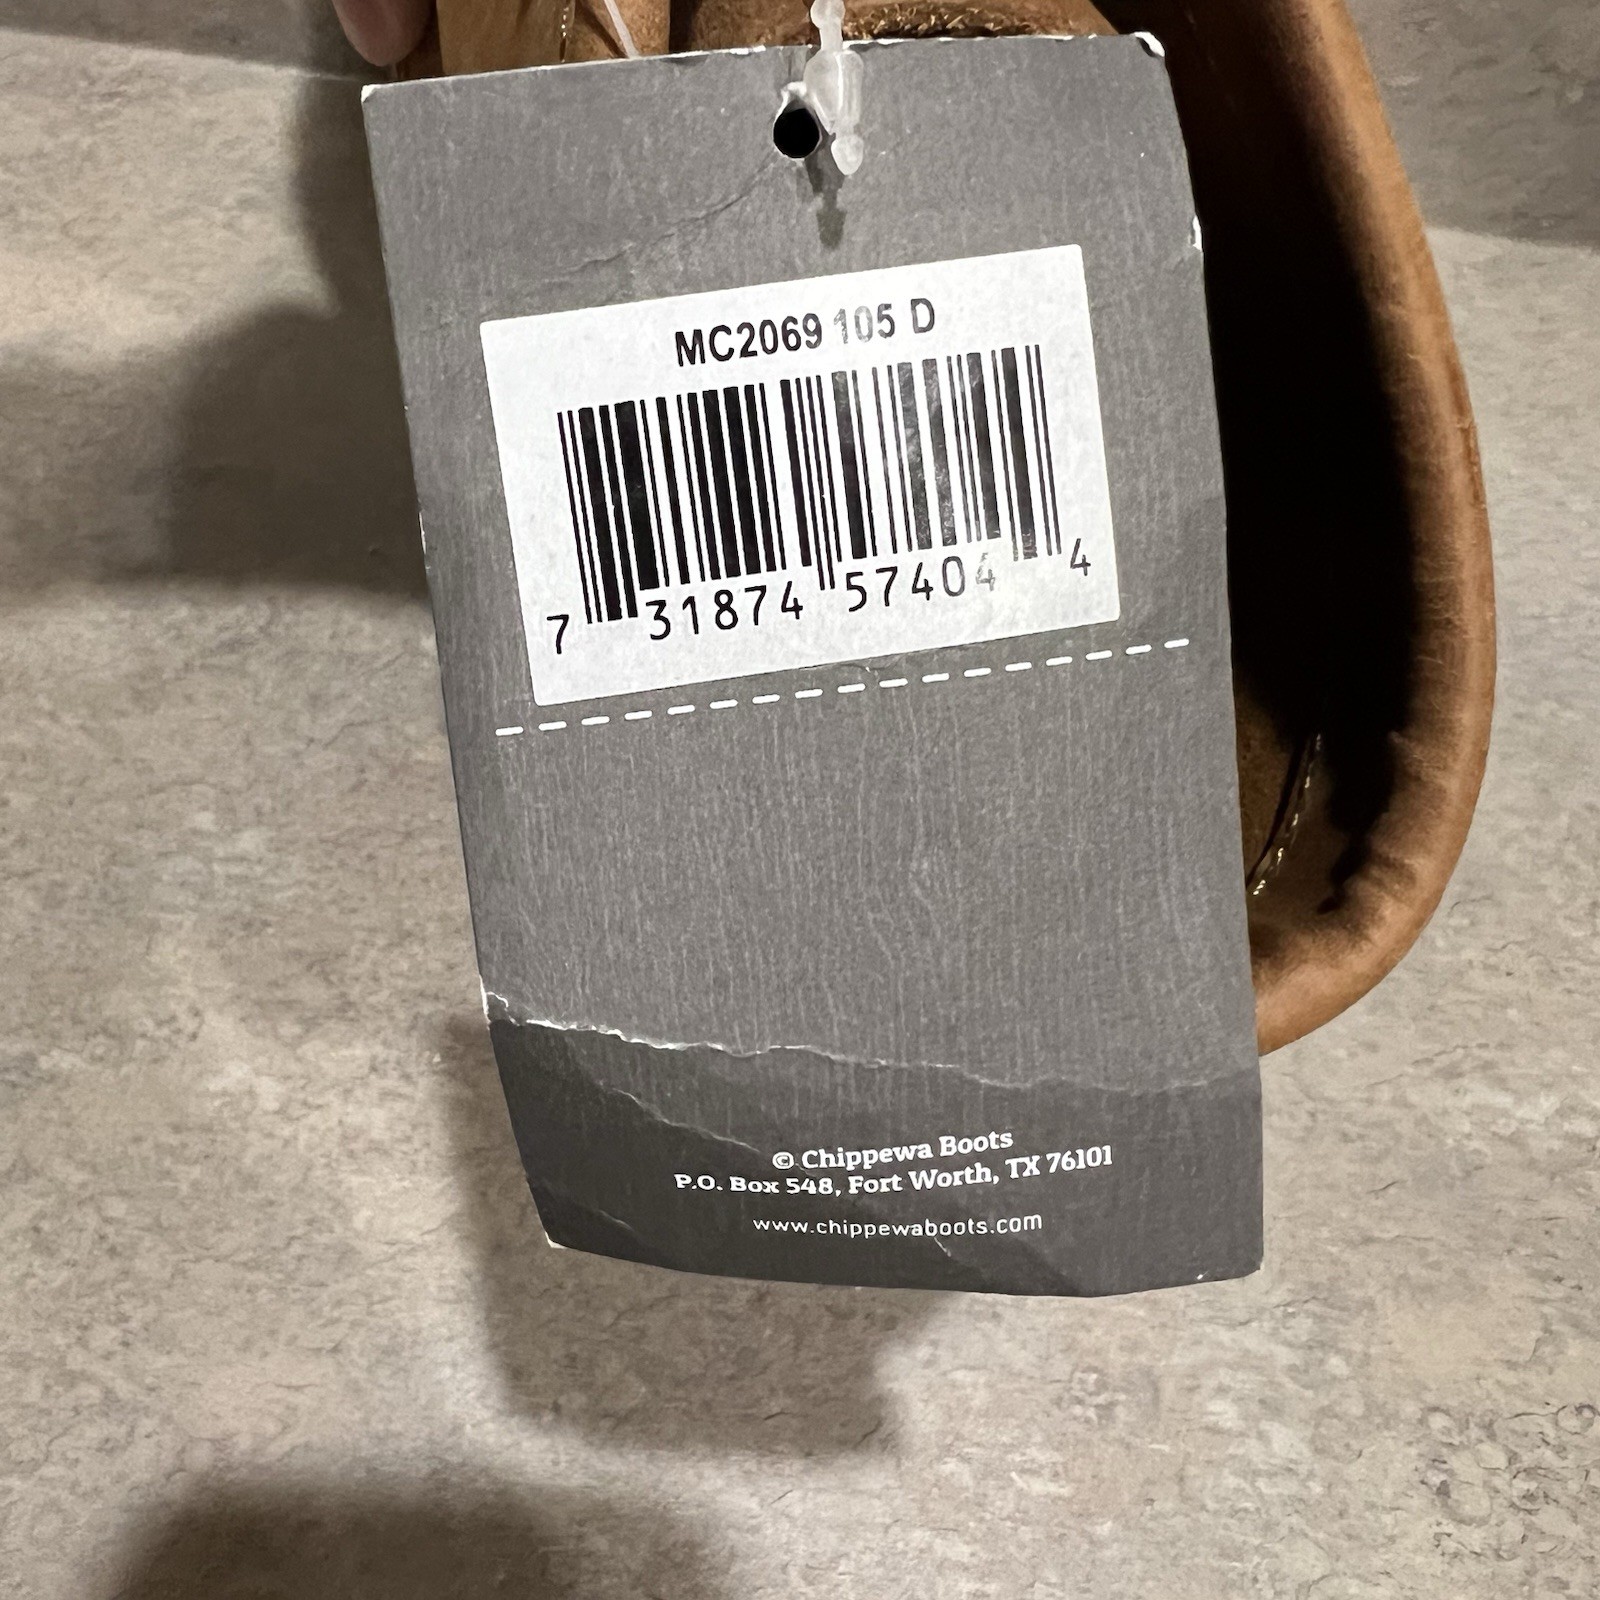 MC2069 105 D
7 31874 57404 4
© Chippewa Boots
P.O. Box 548, Fort Worth, TX 76101
www.chippewaboots.com